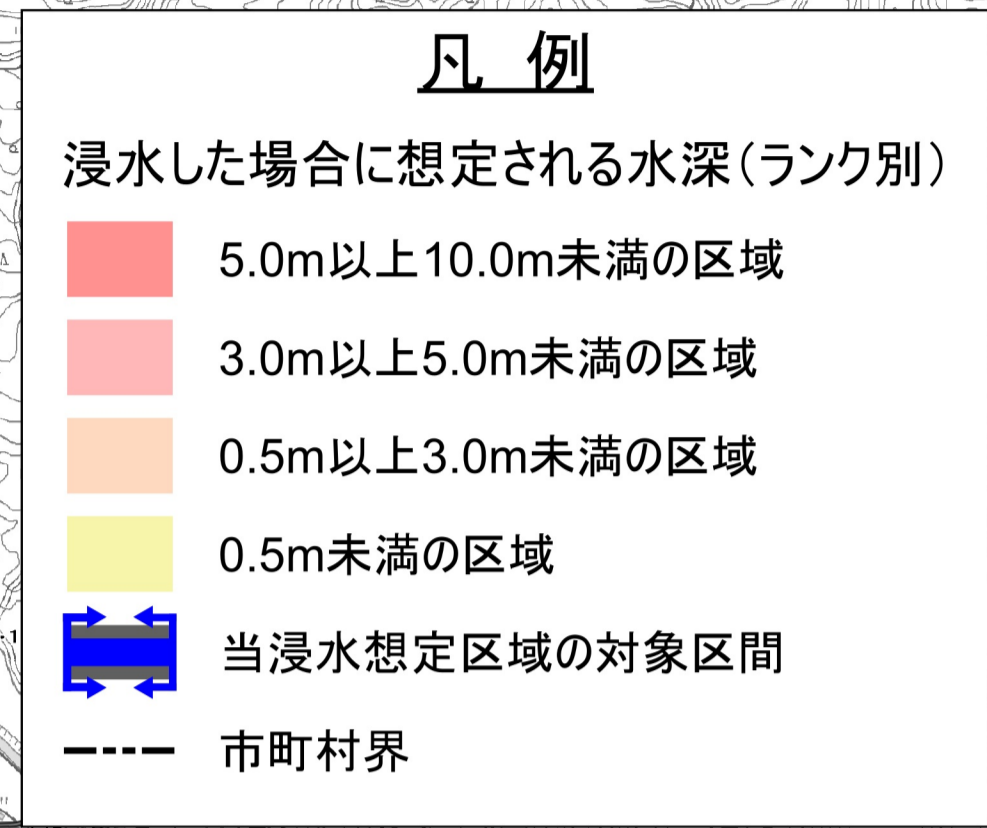 凡 例
浸水した場合に想定される水深(ランク別)
5.0m以上10.0m未満の区域
3.0m以上5.0m未満の区域
0.5m以上3.0m未満の区域
0.5m未満の区域
当浸水想定区域の対象区間
市町村界